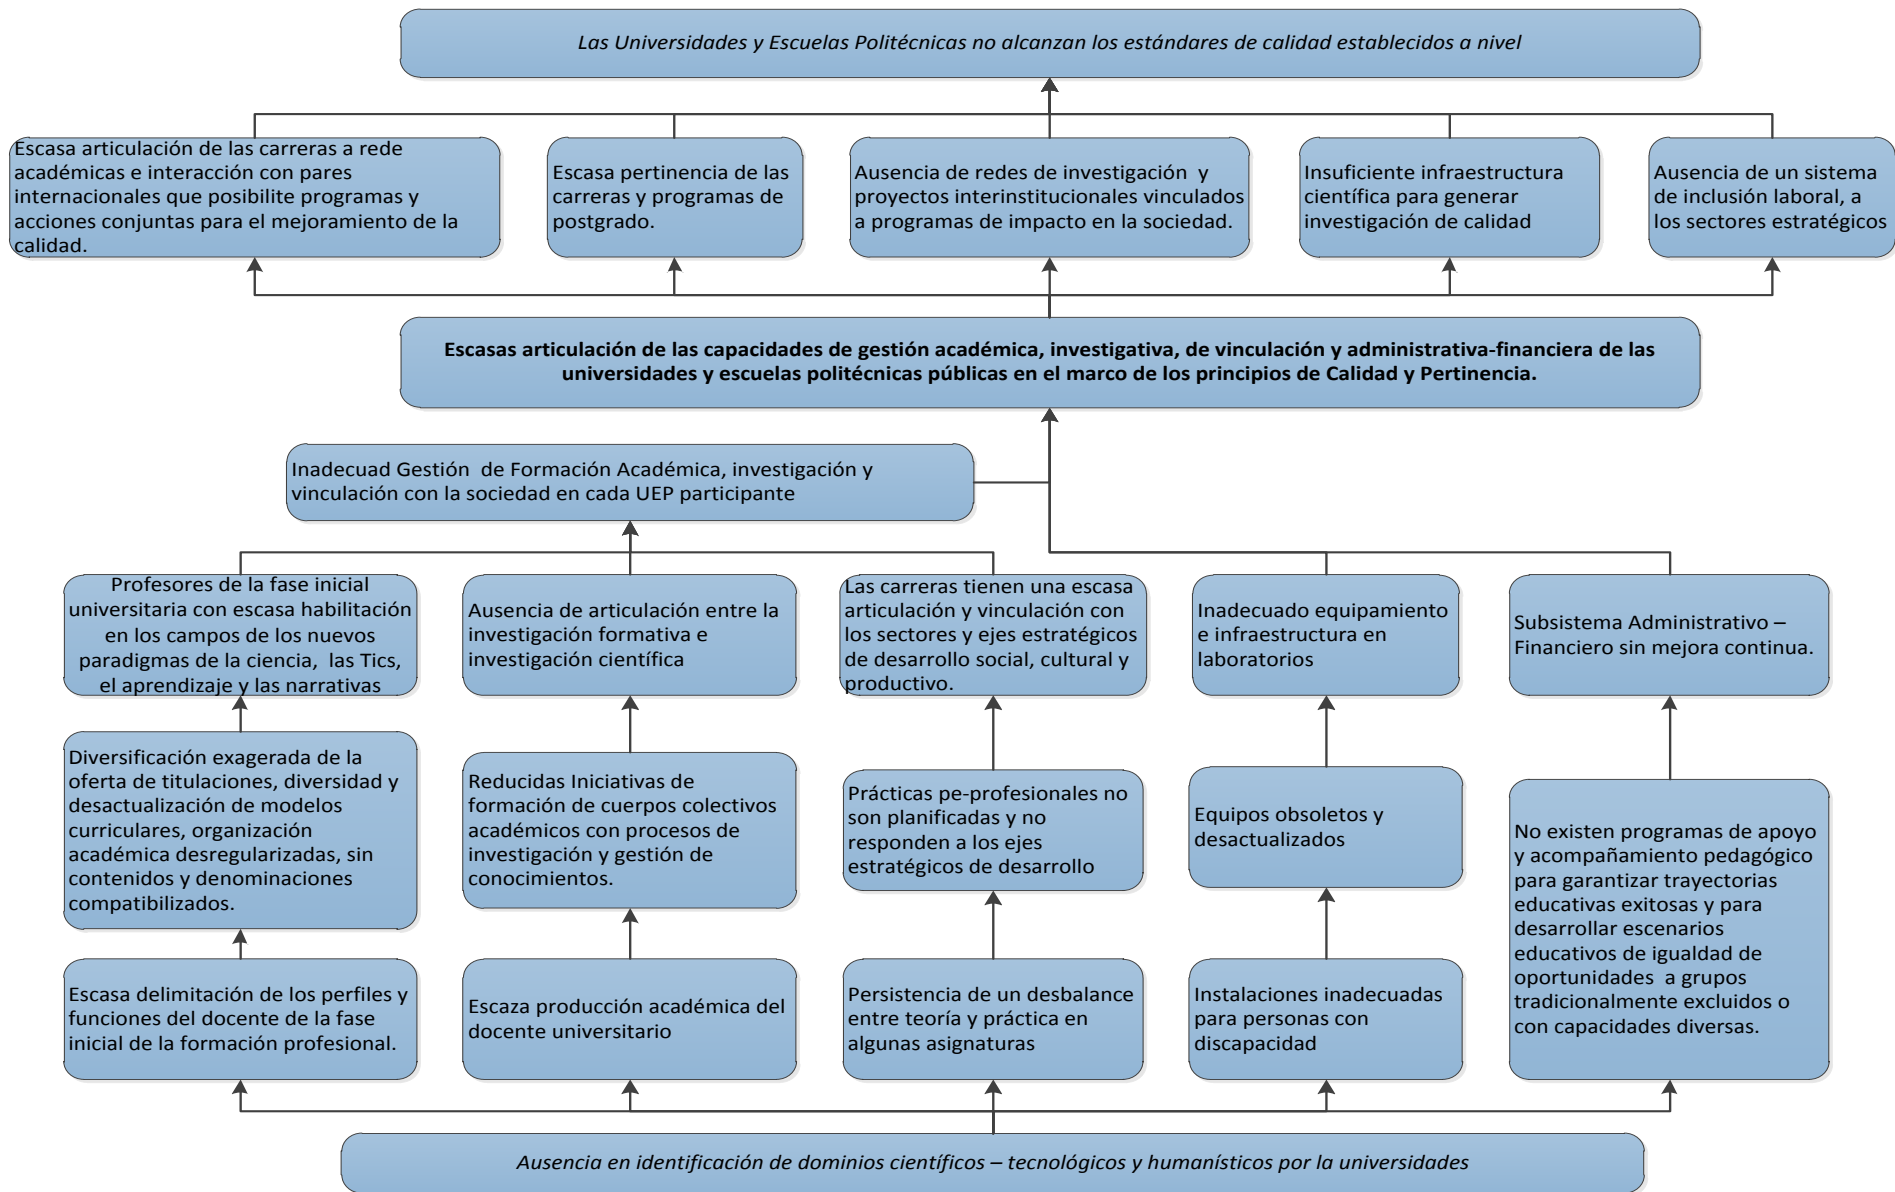 Las Universidades y Escuelas Politécnicas no alcanzan los estándares de calidad establecidos a nivel
Escasa articulación de las carreras a rede
académicas e interacción con pares
internacionales que posibilite programas y
acciones conjuntas para el mejoramiento de la
calidad.
Escasa pertinencia de las
carreras y programas de
postgrado.
Ausencia de redes de investigación y
proyectos interinstitucionales vinculados
a programas de impacto en la sociedad.
Insuficiente infraestructura
científica para generar
investigación de calidad
Ausencia de un sistema
de inclusión laboral, a
los sectores estratégicos
Escasas articulación de las capacidades de gestión académica, investigativa, de vinculación y administrativa-financiera de las
universidades y escuelas politécnicas públicas en el marco de los principios de Calidad y Pertinencia.
Inadecuad Gestión de Formación Académica, investigación y
vinculación con la sociedad en cada UEP participante
Profesores de la fase inicial
universitaria con escasa habilitación
en los campos de los nuevos
paradigmas de la ciencia, las Tics,
el aprendizaje y las narrativas
Ausencia de articulación entre la
investigación formativa e
investigación científica
Las carreras tienen una escasa
articulación y vinculación con
los sectores y ejes estratégicos
de desarrollo social, cultural y
productivo.
Inadecuado equipamiento
e infraestructura en
laboratorios
Subsistema Administrativo –
Financiero sin mejora continua.
Diversificación exagerada de la
oferta de titulaciones, diversidad y
desactualización de modelos
curriculares, organización
académica desregularizadas, sin
contenidos y denominaciones
compatibilizados.
Reducidas Iniciativas de
formación de cuerpos colectivos
académicos con procesos de
investigación y gestión de
conocimientos.
Prácticas pe-profesionales no
son planificadas y no
responden a los ejes
estratégicos de desarrollo
Equipos obsoletos y
desactualizados
No existen programas de apoyo
y acompañamiento pedagógico
para garantizar trayectorias
educativas exitosas y para
desarrollar escenarios
educativos de igualdad de
oportunidades a grupos
tradicionalmente excluidos o
con capacidades diversas.
Escasa delimitación de los perfiles y
funciones del docente de la fase
inicial de la formación profesional.
Escaza producción académica del
docente universitario
Persistencia de un desbalance
entre teoría y práctica en
algunas asignaturas
Instalaciones inadecuadas
para personas con
discapacidad
Ausencia en identificación de dominios científicos – tecnológicos y humanísticos por la universidades